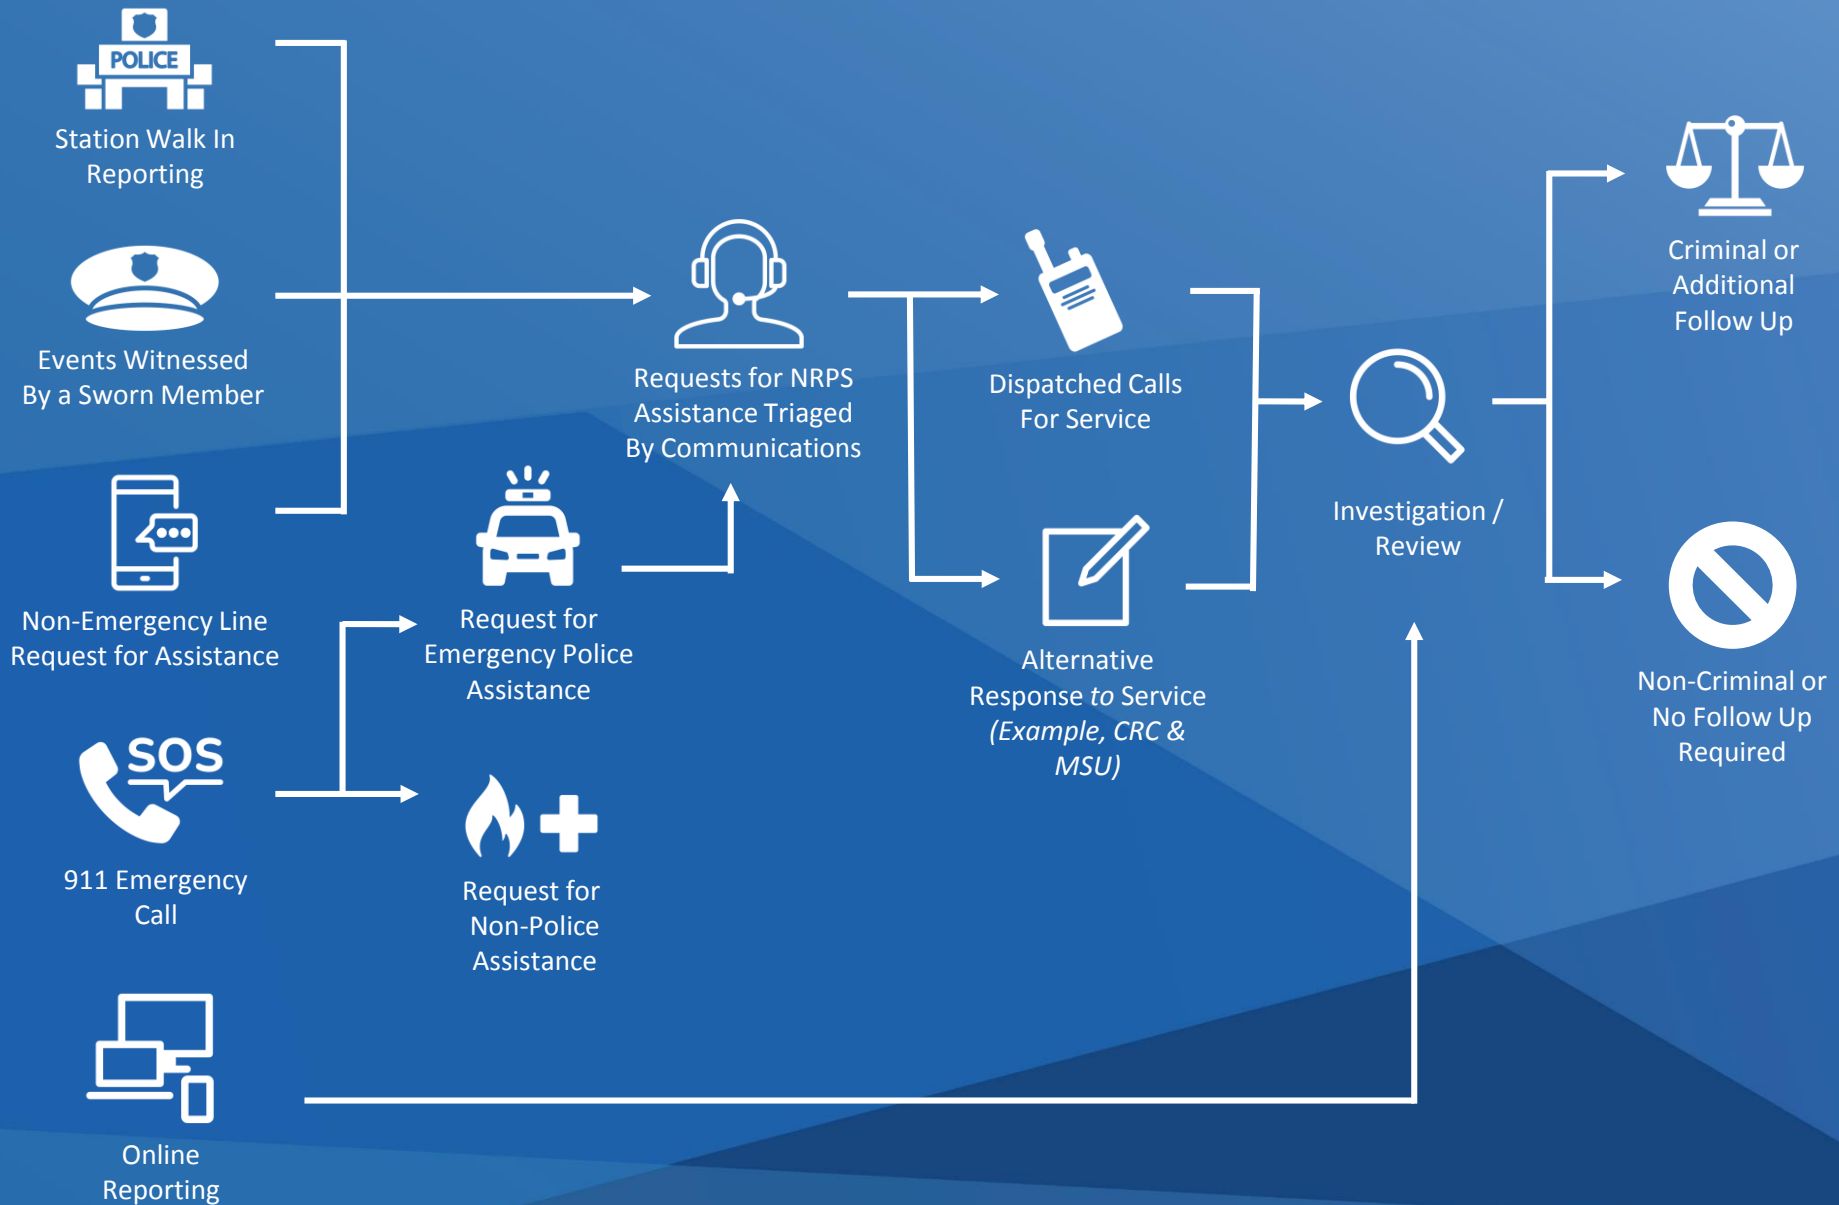 POLICE
Station Walk In
Reporting
Events Witnessed
By a Sworn Member
Non-Emergency Line
Request for Assistance
SOS
911 Emergency
Call
Online
Reporting
Request for
Emergency Police
Assistance
Request for
Non-Police
Assistance
Requests for NRPS
Assistance Triaged
By Communications
Dispatched Calls
For Service
Alternative
Response to Service
(Example, CRC &
MSU)
Investigation /
Review
Criminal or
Additional
Follow Up
Non-Criminal or
No Follow Up
Required